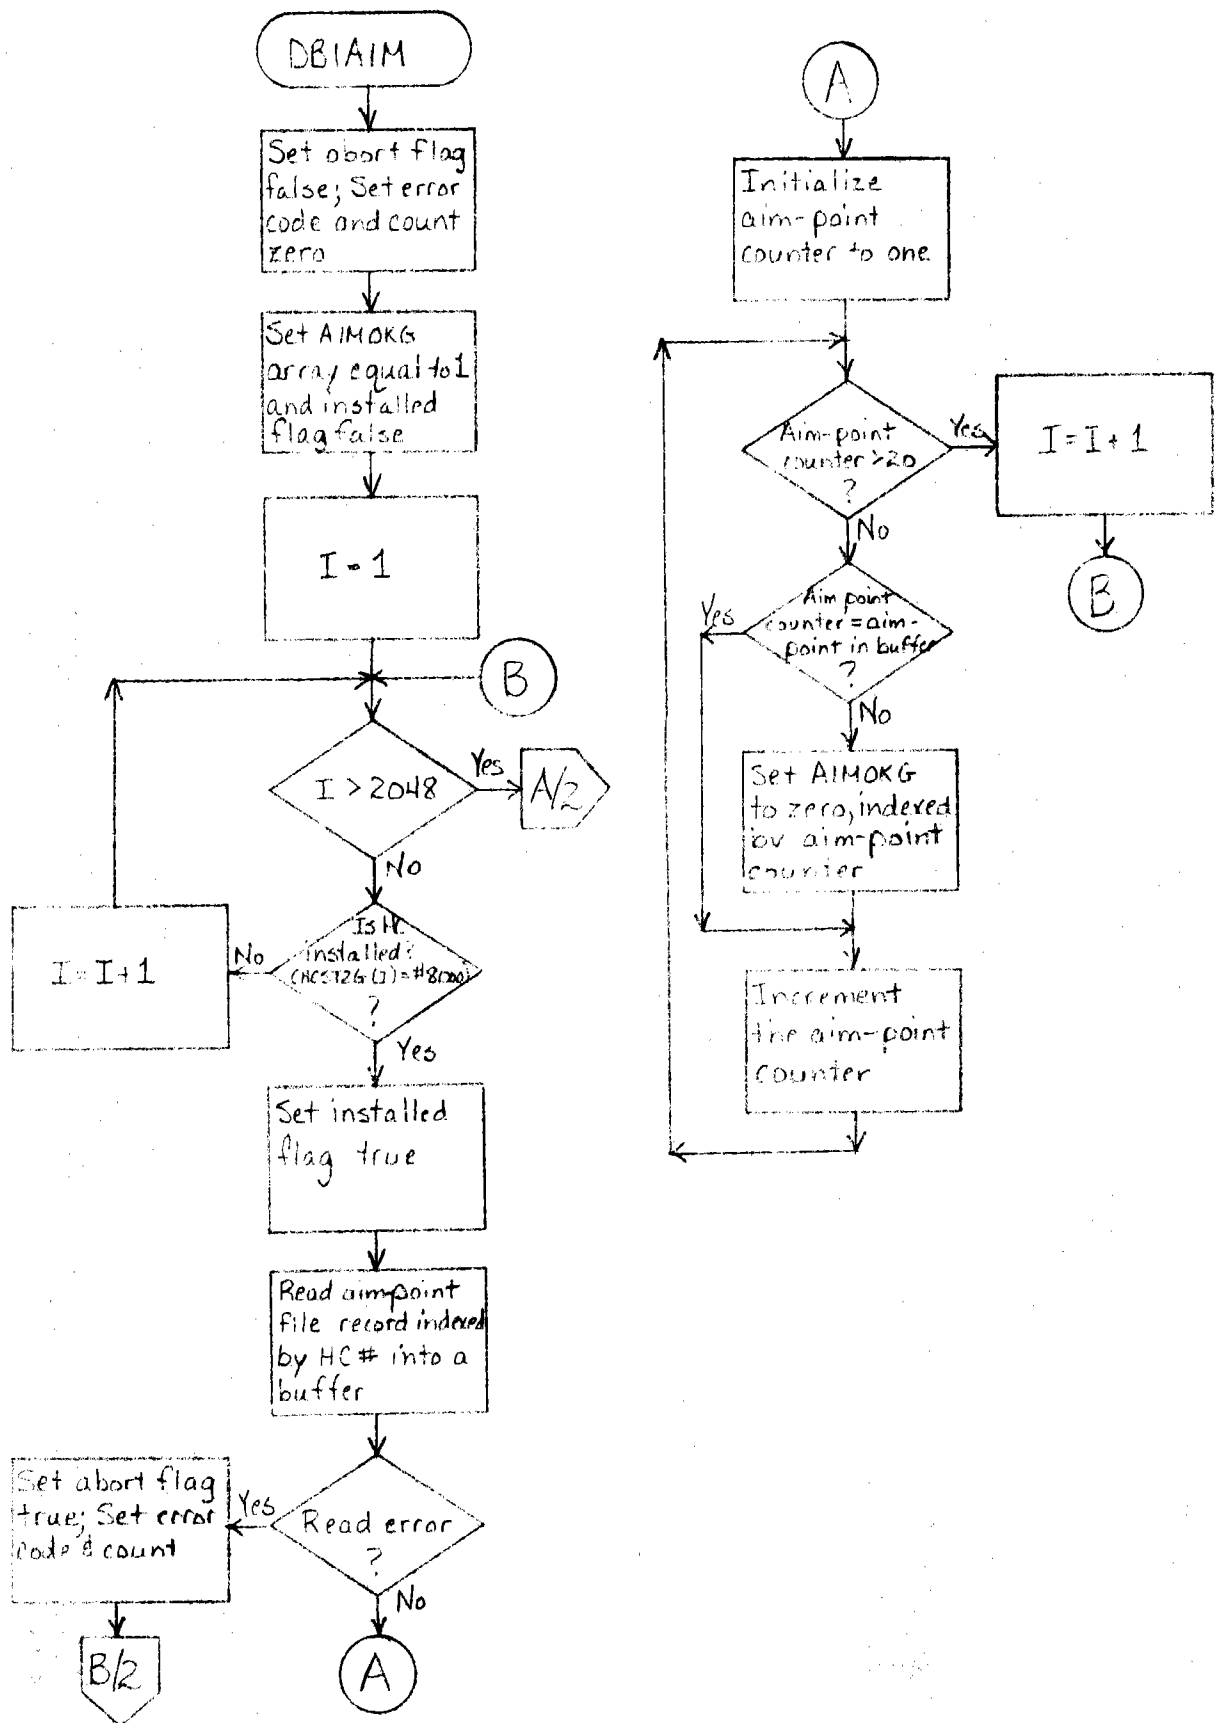 DB1AIM
Set abort flag
false; Set error
code and count
zero
Set AIMOKG
array equal to 1
and installed
flag false
I = 1
B
I > 2048
Yes
A/2
No
Is HC
installed?
?
No
I = I + 1
Yes
Set installed
flag true
Read aim-point
file record indexed
by HC # into a
buffer
Read error
?
Yes
Set abort flag
true; Set error
code & count
B/2
No
A
A
Initialize
aim-point
counter to one
Aim-point
counter > 20
?
Yes
I = I + 1
B
No
Aim point
counter = aim-
point in buffer
?
Yes
No
Set AIMOKG
to zero, indexed
by aim-point
counter
Increment
the aim-point
counter